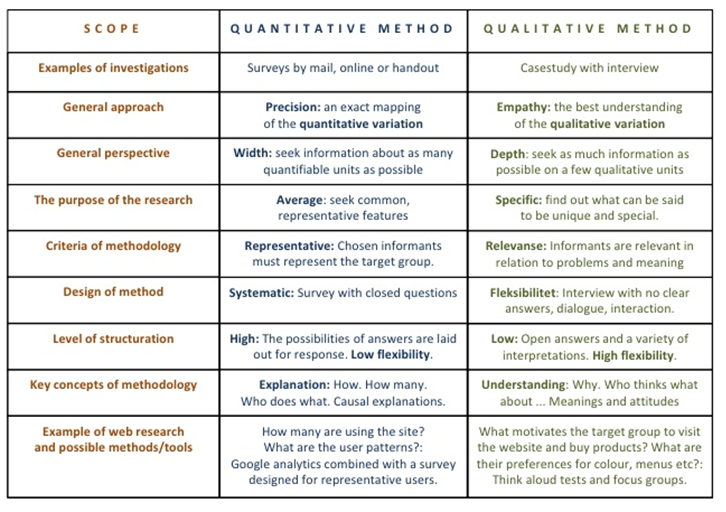 SCOPE
QUANTITATIVE METHOD
QUALITATIVE METHOD
Examples of investigations
Surveys by mail, online or handout
Casestudy with interview
General approach
Precision: an exact mapping
of the quantitative variation
Empathy: the best understanding
of the qualitative variation
General perspective
Width: seek information about as many
quantifiable units as possible
Depth: seek as much information as
possible on a few qualitative units
The purpose of the research
Average: seek common,
representative features
Specific: find out what can be said
to be unique and special.
Criteria of methodology
Representative: Chosen informants
must represent the target group.
Relevanse: Informants are relevant in
relation to problems and meaning
Design of method
Systematic: Survey with closed questions
Fleksibilitet: Interview with no clear
answers, dialogue, interaction.
Level of structuration
High: The possibilities of answers are laid
out for response. Low flexibility.
Low: Open answers and a variety of
interpretations. High flexibility.
Key concepts of methodology
Explanation: How. How many.
Who does what. Causal explanations.
Understanding: Why. Who thinks what
about ... Meanings and attitudes
Example of web research
and possible methods/tools
How many are using the site?
What are the user patterns?:
Google analytics combined with a survey
designed for representative users.
What motivates the target group to visit
the website and buy products? What are
their preferences for colour, menus etc?:
Think aloud tests and focus groups.